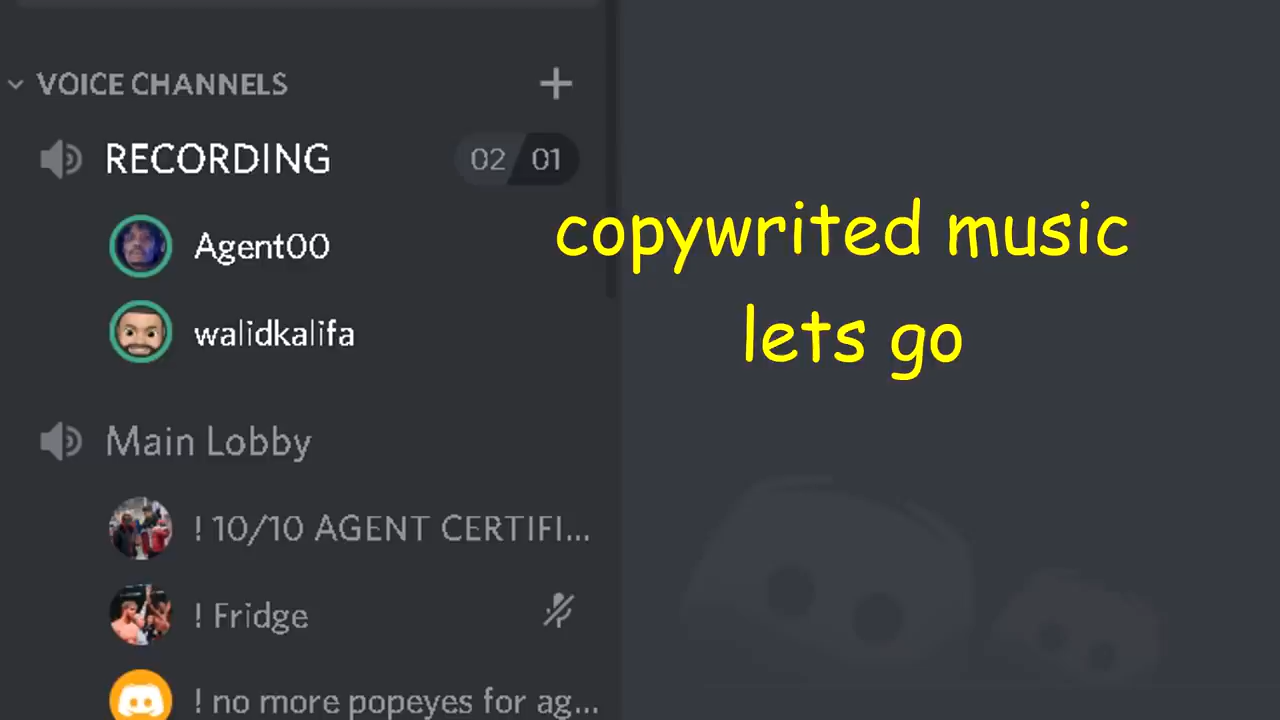 VOICE CHANNELS
RECORDING 02 01
Agent00
copywrited music
lets go
walidkalifa
Main Lobby
! 10/10 AGENT CERTIFI...
! Fridge
! no more popeyes for ag...